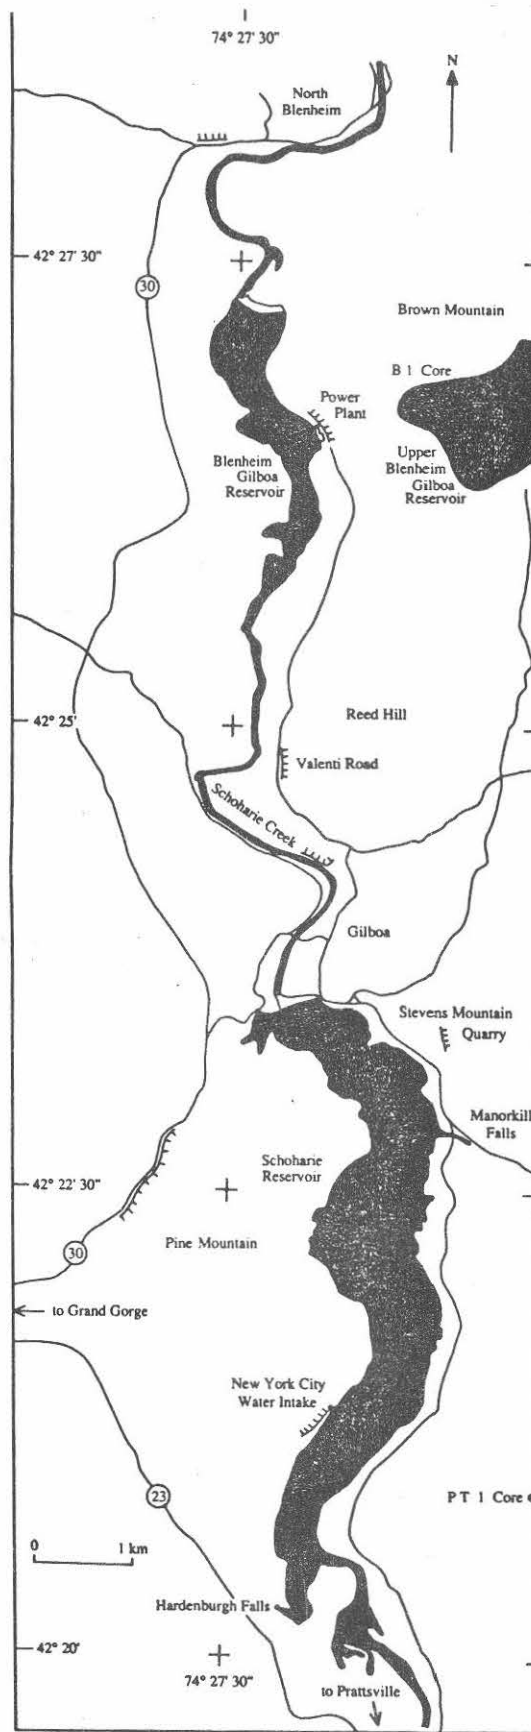 74° 27' 30"
N
North
Blenheim
42° 27' 30"
30
Brown Mountain
B 1 Core
Power
Plant
Upper
Blenheim
Gilboa
Reservoir
Blenheim
Gilboa
Reservoir
Reed Hill
42° 25'
Valenti Road
Schoharie Creek
Gilboa
Stevens Mountain
Quarry
Manorkill
Falls
Schoharie
Reservoir
42° 22' 30"
Pine Mountain
30
to Grand Gorge
New York City
Water Intake
23
P T 1 Core
0 1 km
Hardenburgh Falls
42° 20'
74° 27' 30"
to Prattsville